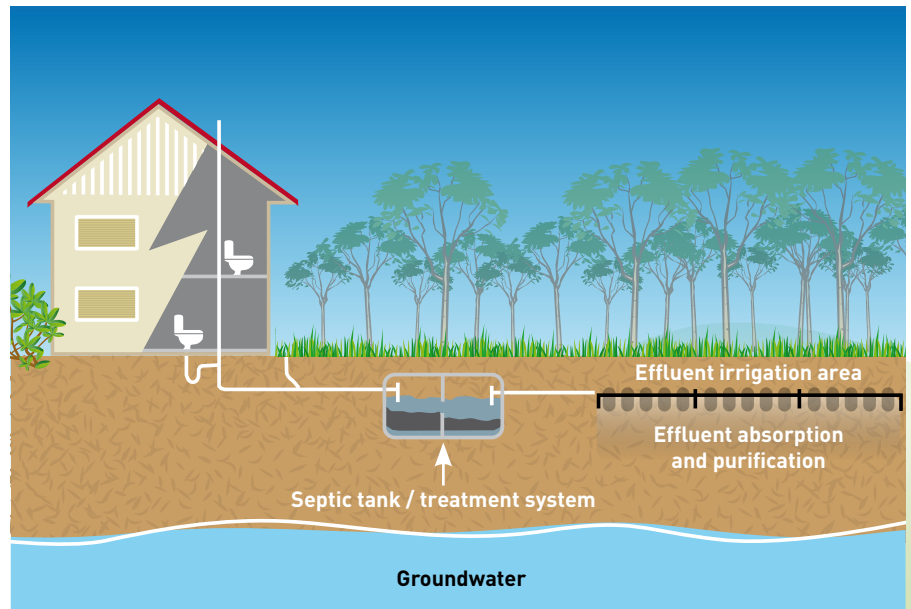 Effluent irrigation area
Effluent absorption
and purification
Septic tank / treatment system
Groundwater